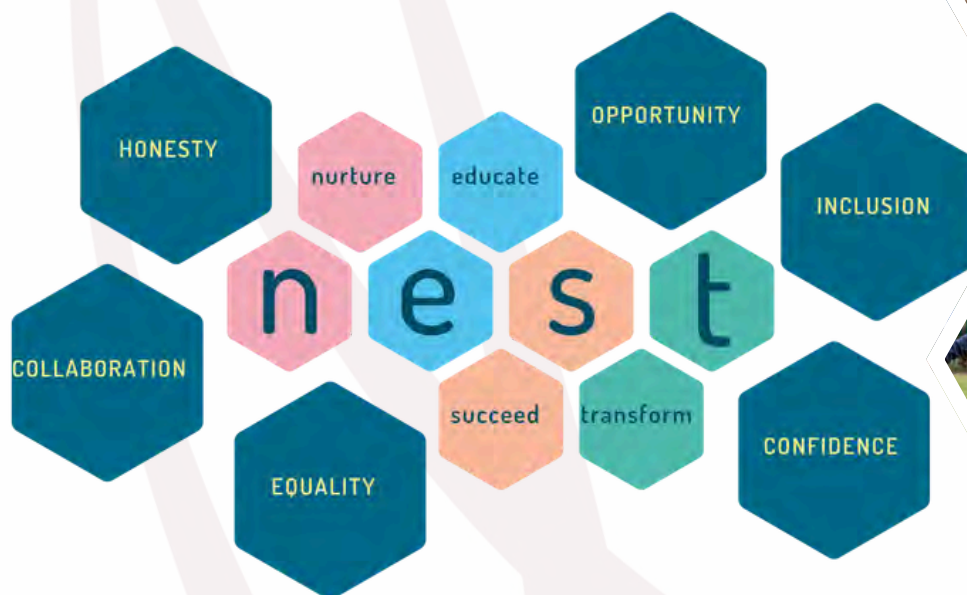 OPPORTUNITY
HONESTY
nurture
educate
INCLUSION
n e s t
COLLABORATION
succeed
transform
CONFIDENCE
EQUALITY